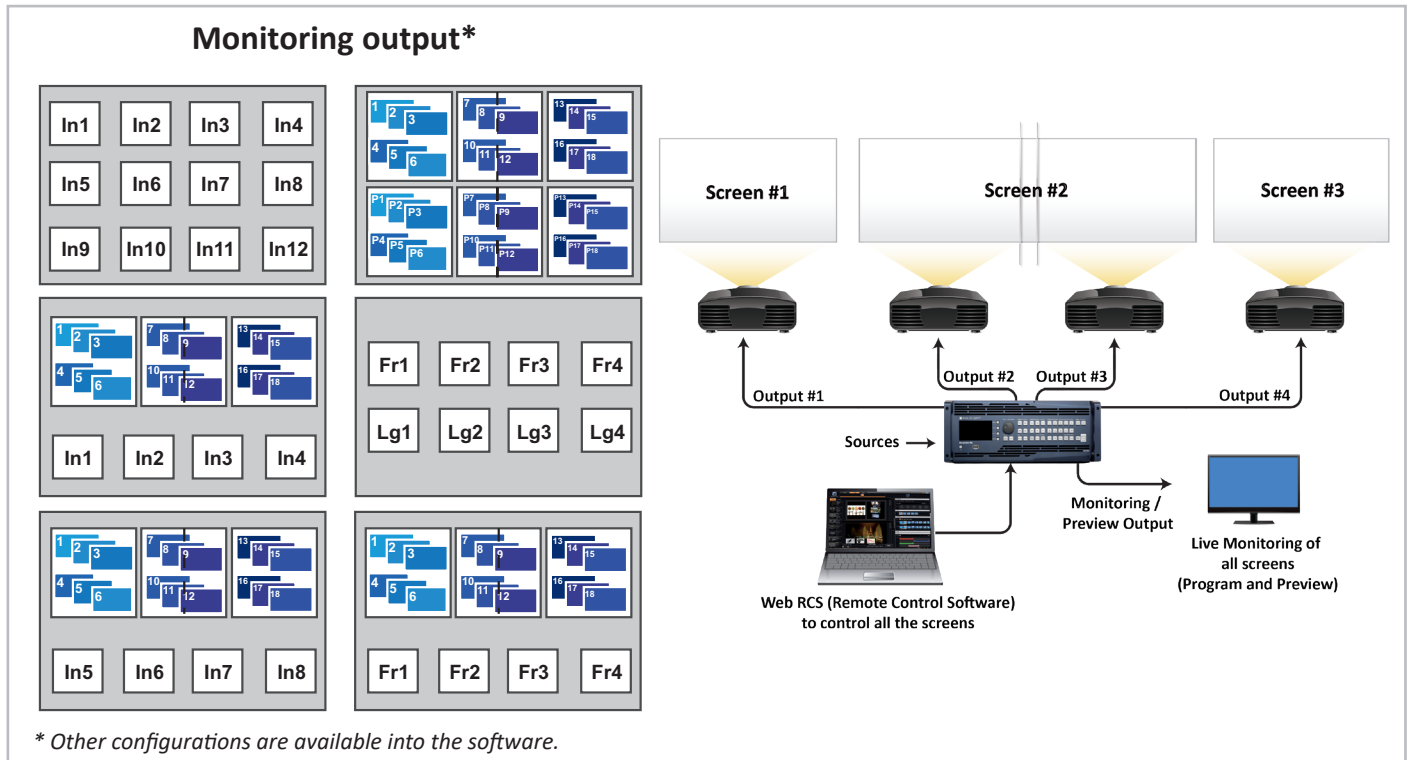 Monitoring output*
In1 In2 In3 In4
In5 In6 In7 In8
In9 In10 In11 In12
1 2 3 7 8 9 13 14 15
4 5 6 10 11 12 16 17 18
P1 P2 P3 P7 P8 P9 P13 P14 P15
P4 P5 P6 P10 P11 P12 P16 P17 P18
1 2 3 7 8 9 13 14 15
4 5 6 10 11 12 16 17 18
In1 In2 In3 In4
Fr1 Fr2 Fr3 Fr4
Lg1 Lg2 Lg3 Lg4
1 2 3 7 8 9 13 14 15
4 5 6 10 11 12 16 17 18
In5 In6 In7 In8
1 2 3 7 8 9 13 14 15
4 5 6 10 11 12 16 17 18
Fr1 Fr2 Fr3 Fr4
* Other configurations are available into the software.
Screen #1
Screen #2
Screen #3
Output #1
Output #2
Output #3
Output #4
Sources
Monitoring /
Preview Output
Live Monitoring of
all screens
(Program and Preview)
Web RCS (Remote Control Software)
to control all the screens